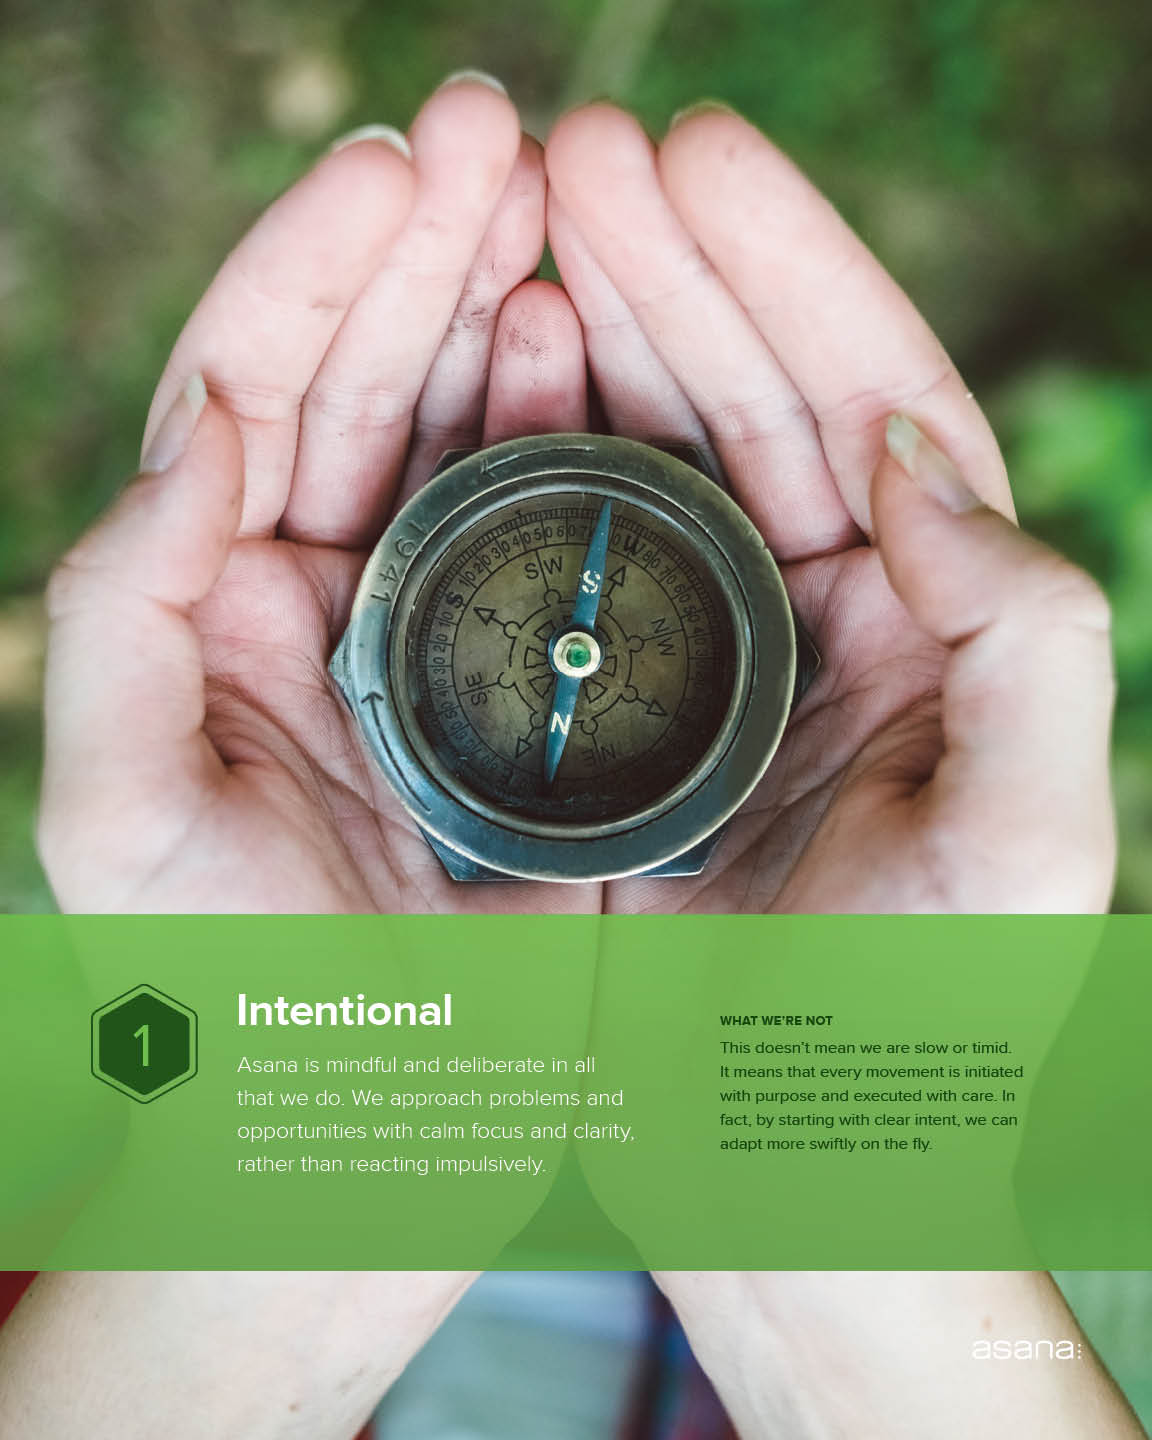 S
W
SW
NW
S
SE
N
NE
E
1
Intentional
Asana is mindful and deliberate in all
that we do. We approach problems and
opportunities with calm focus and clarity,
rather than reacting impulsively.
WHAT WE'RE NOT
This doesn’t mean we are slow or timid.
It means that every movement is initiated
with purpose and executed with care. In
fact, by starting with clear intent, we can
adapt more swiftly on the fly.
asana: